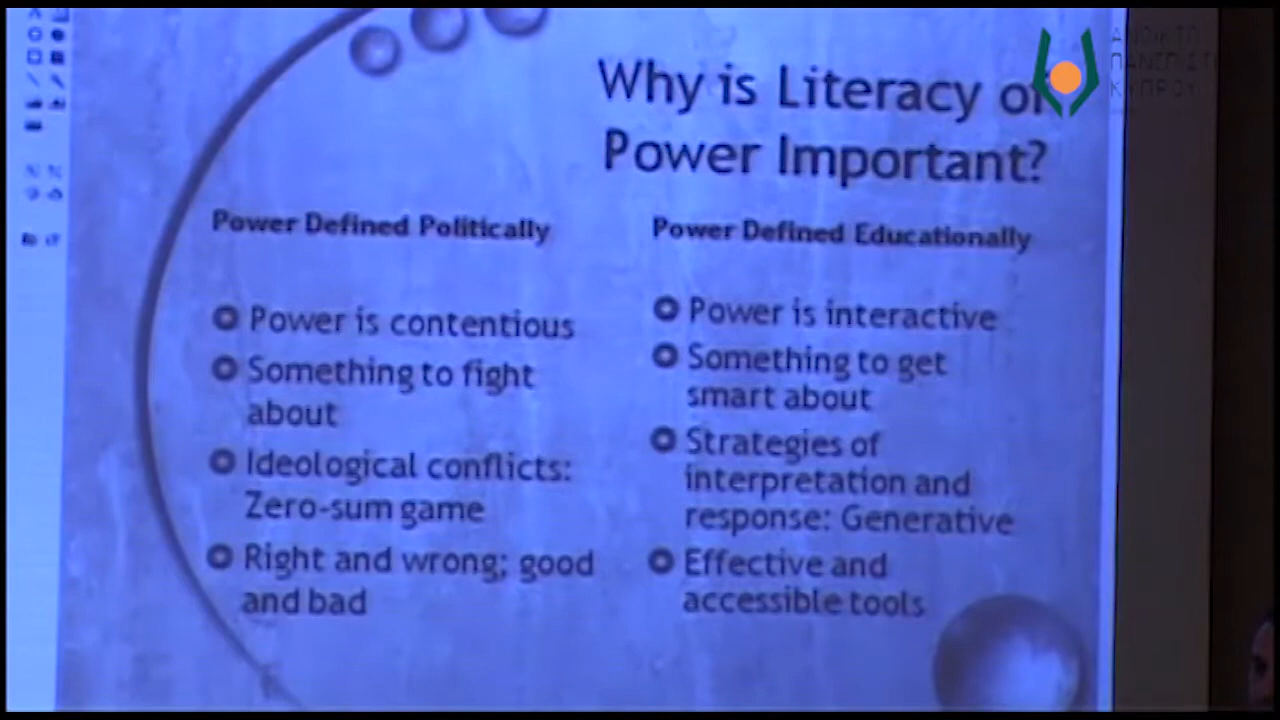 Why is Literacy of
Power Important?
Power Defined Politically
Power is contentious
Something to fight
about
Ideological conflicts:
Zero-sum game
Right and wrong; good
and bad
Power Defined Educationally
Power is interactive
Something to get
smart about
Strategies of
interpretation and
response: Generative
Effective and
accessible tools
ΚΥΠΡΟΥ